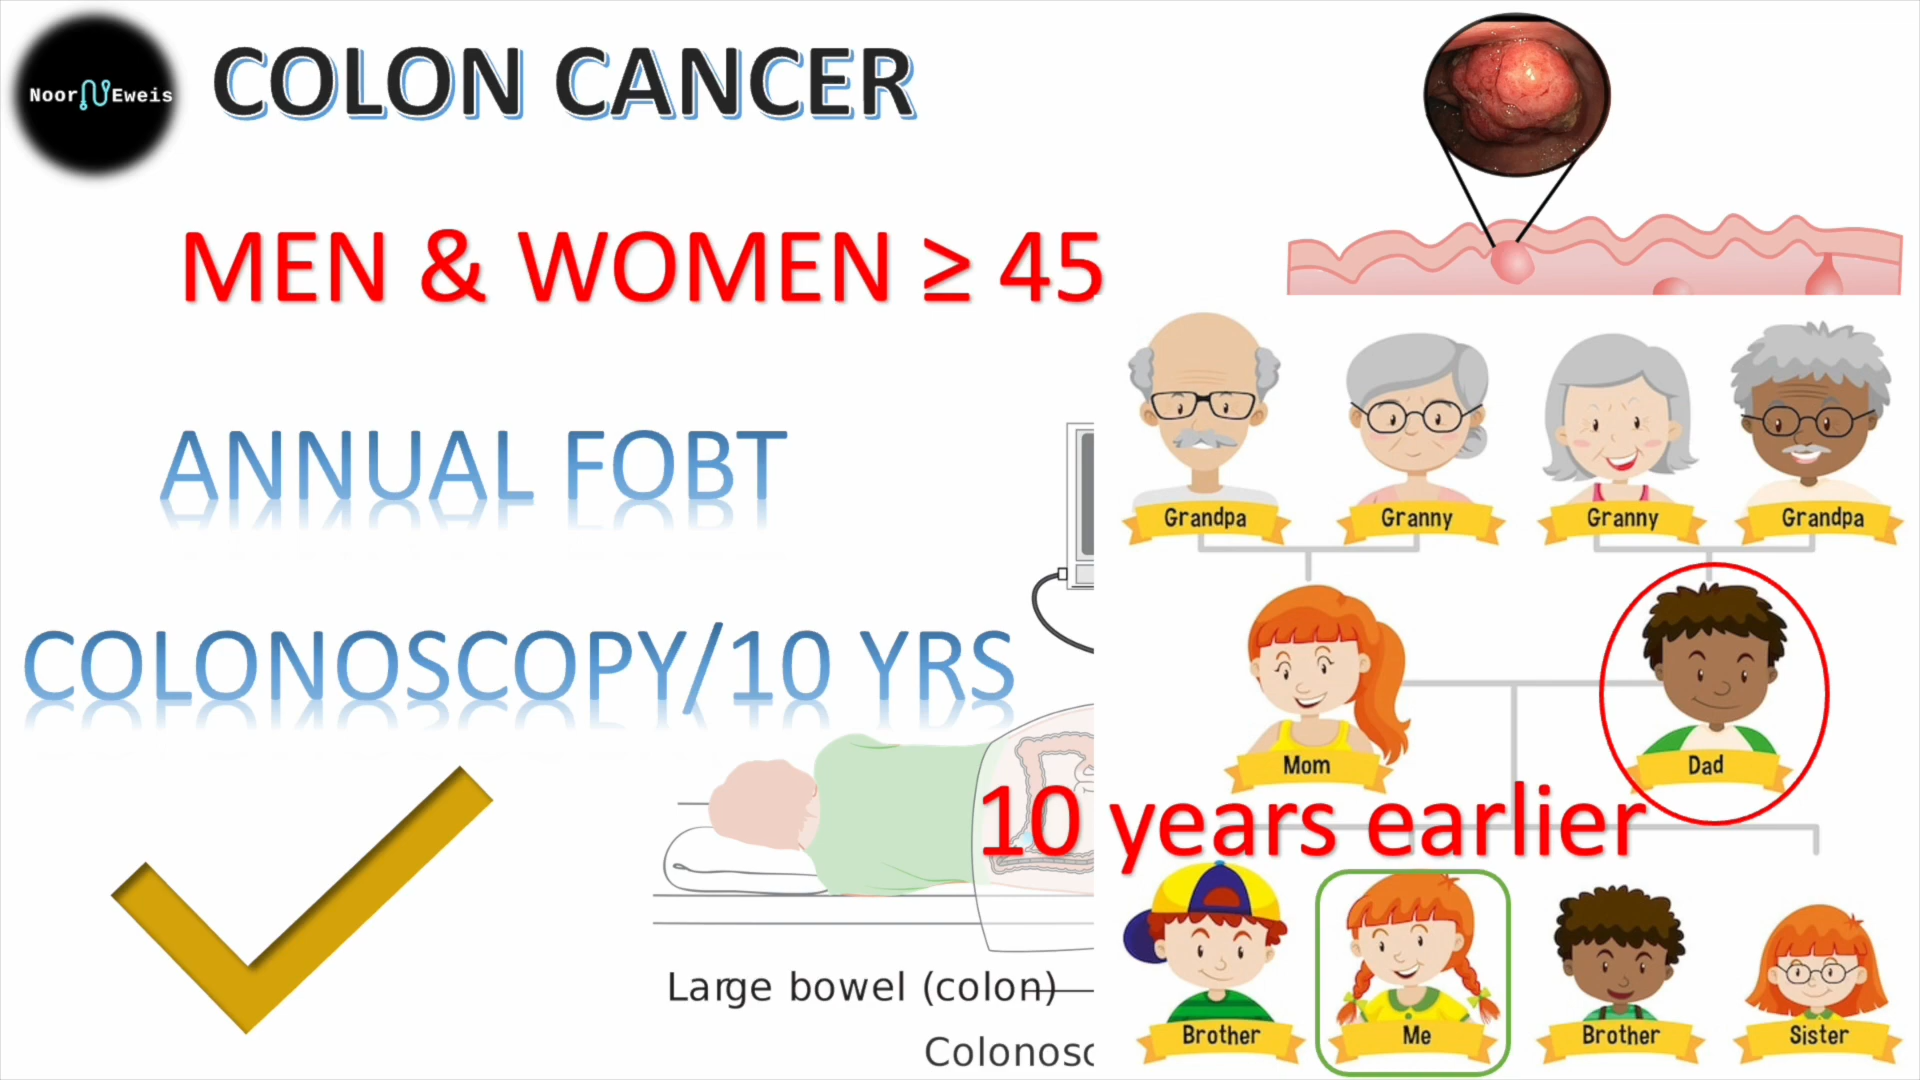 Noor Eweis
COLON CANCER
MEN & WOMEN ≥ 45
ANNUAL FOBT
COLONOSCOPY/10 YRS
Grandpa
Granny
Granny
Grandpa
Mom
Dad
10 years earlier
Brother
Me
Brother
Sister
Large bowel (colon)